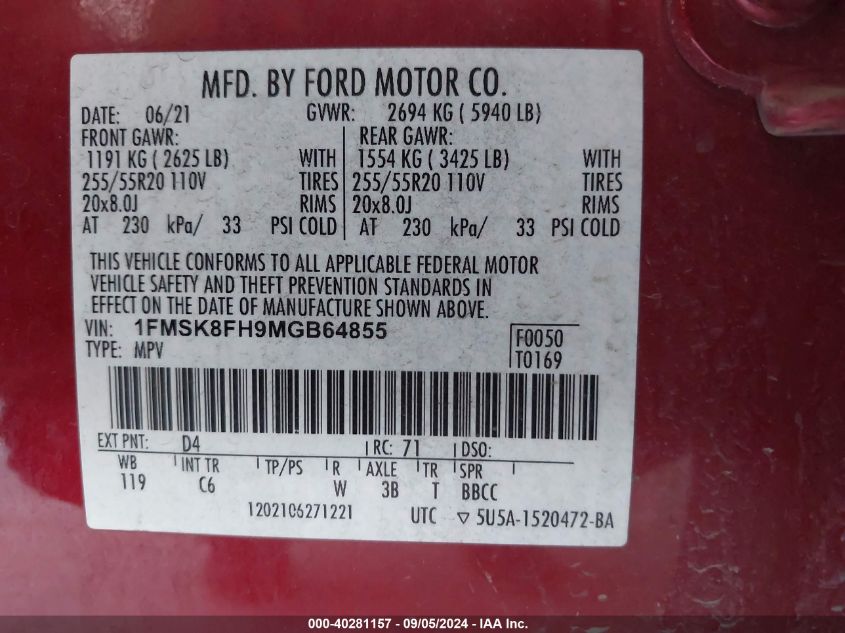 MFD. BY FORD MOTOR CO.
DATE: 06/21 GVWR: 2694 KG ( 5940 LB)
FRONT GAWR: REAR GAWR:
1191 KG ( 2625 LB) WITH 1554 KG ( 3425 LB) WITH
255/55R20 110V TIRES 255/55R20 110V TIRES
20x8.0J RIMS 20x8.0J RIMS
AT 230 kPa/ 33 PSI COLD AT 230 kPa/ 33 PSI COLD
THIS VEHICLE CONFORMS TO ALL APPLICABLE FEDERAL MOTOR
VEHICLE SAFETY AND THEFT PREVENTION STANDARDS IN
EFFECT ON THE DATE OF MANUFACTURE SHOWN ABOVE.
VIN: 1FMSK8FH9MGB64855 F0050
TYPE: MPV T0169
EXT PNT: D4 RC: 71 DSO:
WB INT TR TP/PS R AXLE TR SPR
119 C6 W 3B T BBCC
1202106271221 UTC ▽ 5U5A-1520472-BA
000-40281157 - 09/05/2024 - IAA Inc.